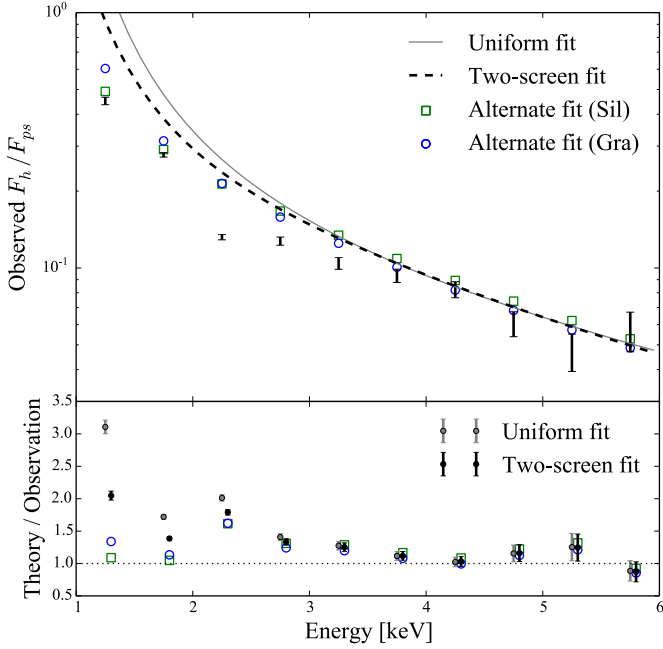 10^0
Uniform fit
Two-screen fit
Alternate fit (Sil)
Alternate fit (Gra)
Observed F_h/F_ps
10^-1
3.5
3.0
2.5
2.0
1.5
1.0
0.5
Uniform fit
Two-screen fit
Theory / Observation
1 2 3 4 5 6
Energy [keV]